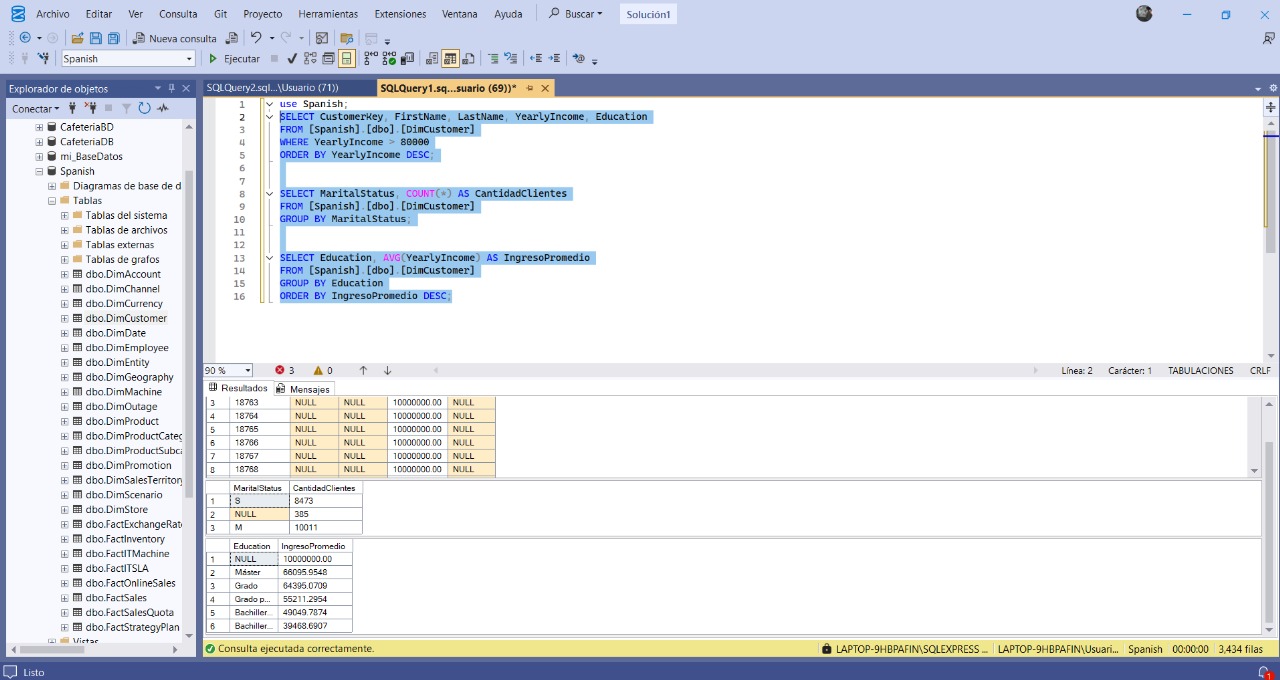 Archivo Editar Ver Consulta Git Proyecto Herramientas Extensiones Ventana Ayuda Buscar Solución1
Nueva consulta
Spanish Ejecutar
Explorador de objetos
Conectar
CafeteriaBD
CafeteriaDB
mi_BaseDatos
Spanish
Diagramas de base de d
Tablas
Tablas del sistema
Tablas de archivos
Tablas externas
Tablas de grafos
dbo.DimAccount
dbo.DimChannel
dbo.DimCurrency
dbo.DimCustomer
dbo.DimDate
dbo.DimEmployee
dbo.DimEntity
dbo.DimGeography
dbo.DimMachine
dbo.DimOutage
dbo.DimProduct
dbo.DimProductCateg
dbo.DimProductSubca
dbo.DimPromotion
dbo.DimSalesTerritory
dbo.DimScenario
dbo.DimStore
dbo.FactExchangeRat
dbo.FactInventory
dbo.FactITMachine
dbo.FactITSLA
dbo.FactOnlineSales
dbo.FactSales
dbo.FactSalesQuota
dbo.FactStrategyPlan
Vistas
SQLQuery2.sql...\Usuario (71)) SQLQuery1.sq...suario (69))*
1 use Spanish;
2 SELECT CustomerKey, FirstName, LastName, YearlyIncome, Education
3 FROM [Spanish].[dbo].[DimCustomer]
4 WHERE YearlyIncome > 80000
5 ORDER BY YearlyIncome DESC;
6
7
8 SELECT MaritalStatus, COUNT(*) AS CantidadClientes
9 FROM [Spanish].[dbo].[DimCustomer]
10 GROUP BY MaritalStatus;
11
12
13 SELECT Education, AVG(YearlyIncome) AS IngresoPromedio
14 FROM [Spanish].[dbo].[DimCustomer]
15 GROUP BY Education
16 ORDER BY IngresoPromedio DESC;
90 % 3 0 Línea: 2 Carácter: 1 TABULACIONES CRLF
Resultados Mensajes
3 18763 NULL NULL 10000000.00 NULL
4 18764 NULL NULL 10000000.00 NULL
5 18765 NULL NULL 10000000.00 NULL
6 18766 NULL NULL 10000000.00 NULL
7 18767 NULL NULL 10000000.00 NULL
8 18768 NULL NULL 10000000.00 NULL
MaritalStatus CantidadClientes
1 S 8473
2 NULL 385
3 M 10011
Education IngresoPromedio
1 NULL 10000000.00
2 Máster 66095.9548
3 Grado 64395.0709
4 Grado p... 55211.2954
5 Bachiller... 49049.7874
6 Bachiller... 39468.6907
Consulta ejecutada correctamente. LAPTOP-9HBPAFIN\SQLEXPRESS ... LAPTOP-9HBPAFIN\Usuari... Spanish 00:00:00 3,434 filas
Listo 1